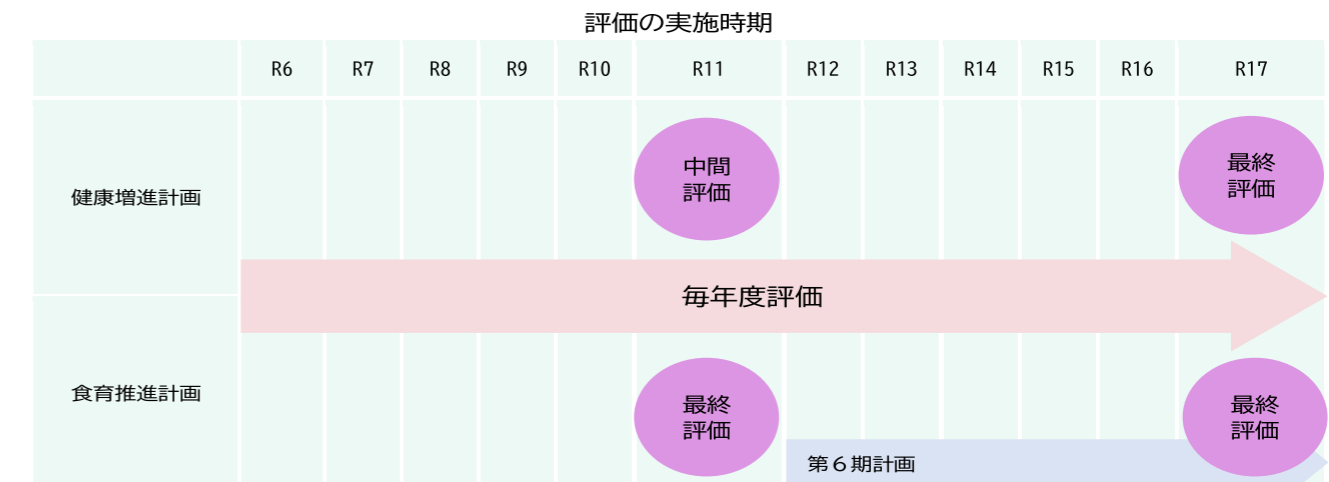 評価の実施時期
R6 R7 R8 R9 R10 R11 R12 R13 R14 R15 R16 R17
健康増進計画
中間
評価
最終
評価
毎年度評価
食育推進計画
最終
評価
最終
評価
第６期計画